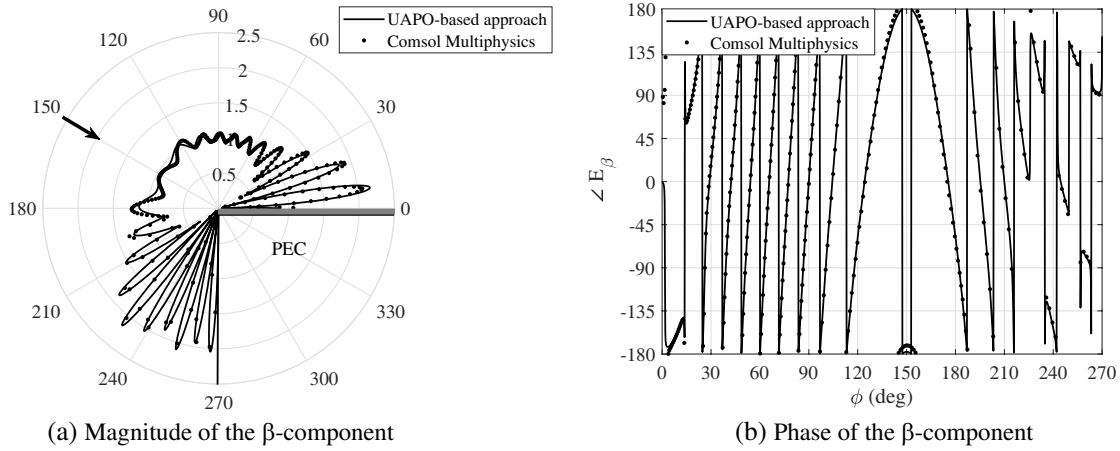 90
UAPO-based approach
Comsol Multiphysics
120
60
2.5
2
150
30
1.5
1
0.5
180
0
PEC
210
330
240
300
270
(a) Magnitude of the β-component
180
UAPO-based approach
135
Comsol Multiphysics
90
45
0
-45
-90
-135
-180
∠ E_β
0 30 60 90 120 150 180 210 240 270
ϕ (deg)
(b) Phase of the β-component